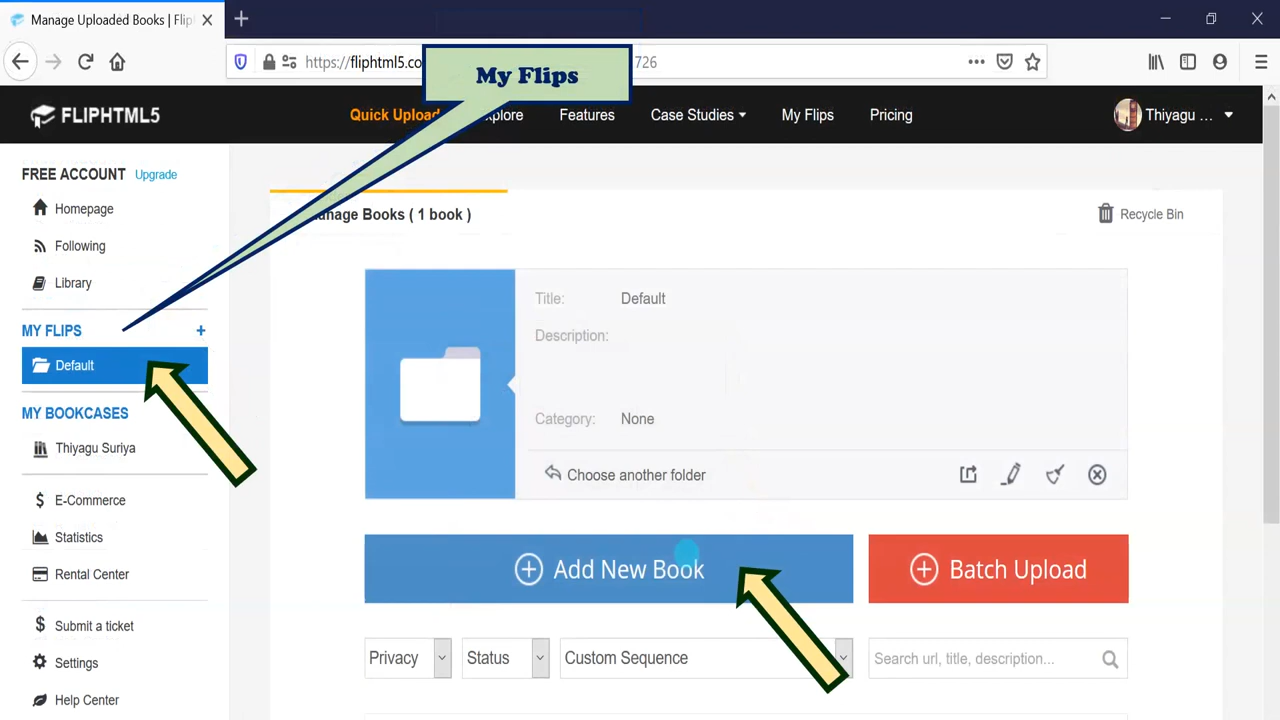 Manage Uploaded Books | Flip
https://fliphtml5.co
726
My Flips
FLIPHTML5
Quick Upload
Explore
Features
Case Studies
My Flips
Pricing
Thiyagu ...
FREE ACCOUNT Upgrade
Homepage
Following
Library
MY FLIPS +
Default
MY BOOKCASES
Thiyagu Suriya
E-Commerce
Statistics
Rental Center
Submit a ticket
Settings
Help Center
Manage Books ( 1 book )
Recycle Bin
Title: Default
Description:
Category: None
Choose another folder
Add New Book
Batch Upload
Privacy
Status
Custom Sequence
Search url, title, description...